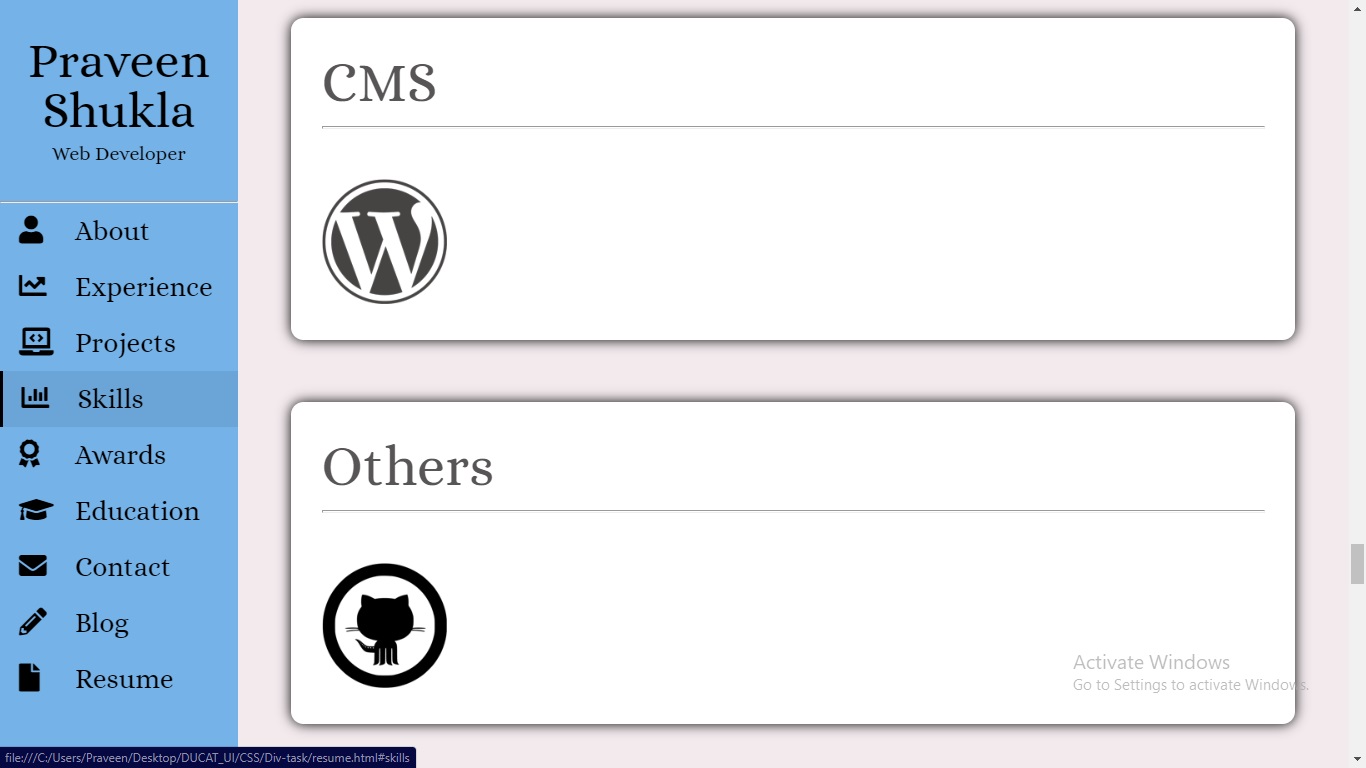 Praveen
Shukla
Web Developer
About
Experience
Projects
Skills
Awards
Education
Contact
Blog
Resume
CMS
W
Others
Activate Windows
Go to Settings to activate Windows.
file:///C:/Users/Praveen/Desktop/DUCAT_UI/CSS/Div-task/resume.html#skills